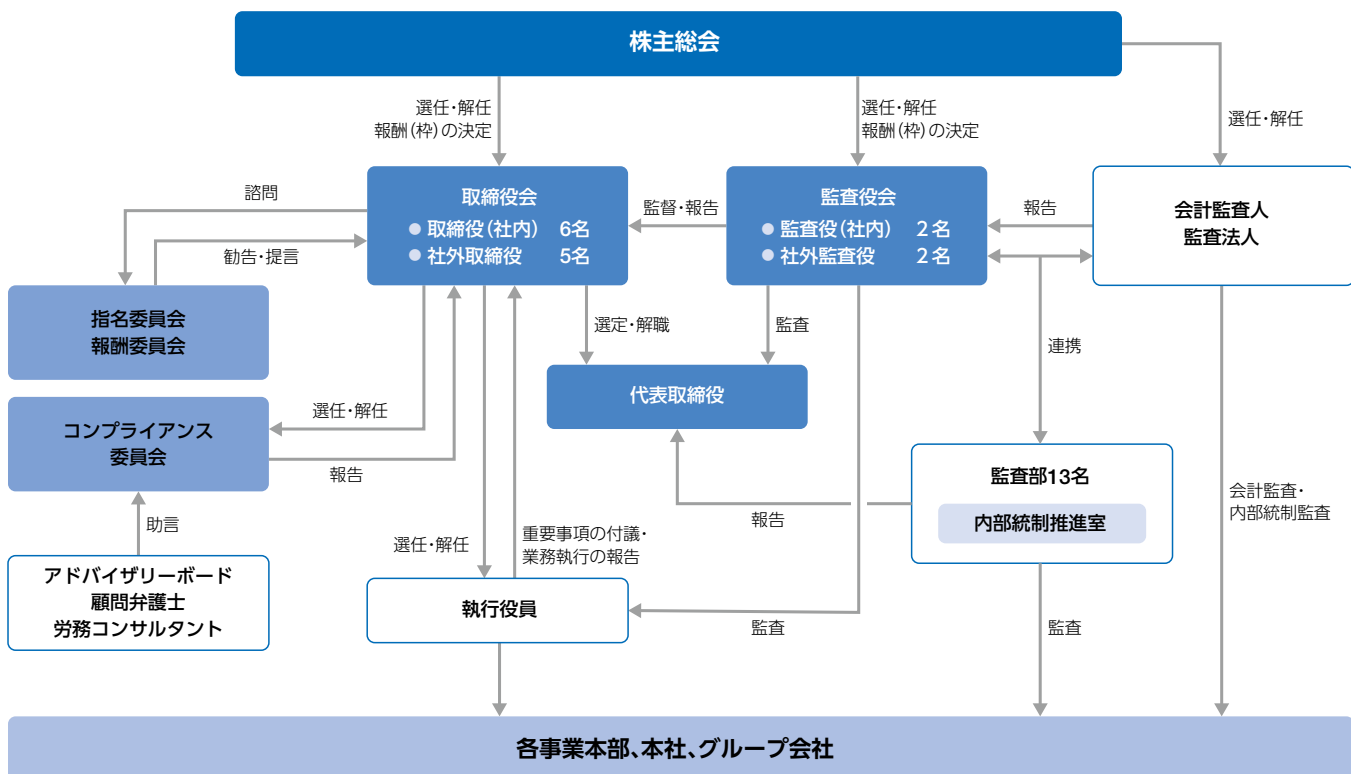 株主総会
選任・解任
報酬(枠)の決定
選任・解任
報酬(枠)の決定
選任・解任
取締役会
● 取締役(社内) 6名
● 社外取締役 5名
監査役会
● 監査役(社内) 2名
● 社外監査役 2名
会計監査人
監査法人
諮問
勧告・提言
監督・報告
報告
指名委員会
報酬委員会
選定・解職
監査
連携
代表取締役
コンプライアンス
委員会
選任・解任
報告
監査部13名
内部統制推進室
報告
会計監査・
内部統制監査
助言
選任・解任
重要事項の付議・
業務執行の報告
アドバイザリーボード
顧問弁護士
労務コンサルタント
執行役員
監査
監査
各事業本部、本社、グループ会社